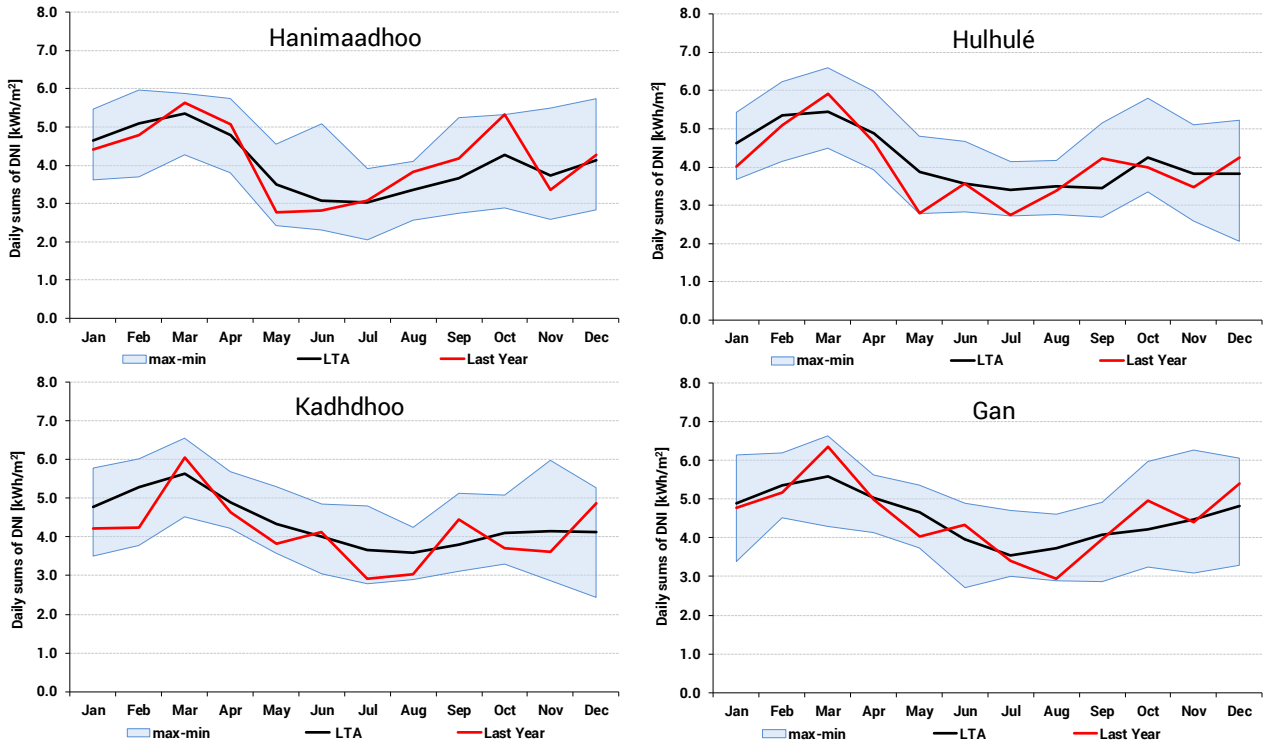 Hanimaadhoo
Daily sums of DNI [kWh/m²]
8.0
7.0
6.0
5.0
4.0
3.0
2.0
1.0
0.0
Jan Feb Mar Apr May Jun Jul Aug Sep Oct Nov Dec
max-min LTA Last Year
Hulhulé
Daily sums of DNI [kWh/m²]
8.0
7.0
6.0
5.0
4.0
3.0
2.0
1.0
0.0
Jan Feb Mar Apr May Jun Jul Aug Sep Oct Nov Dec
max-min LTA Last Year
Kadhdhoo
Daily sums of DNI [kWh/m²]
8.0
7.0
6.0
5.0
4.0
3.0
2.0
1.0
0.0
Jan Feb Mar Apr May Jun Jul Aug Sep Oct Nov Dec
max-min LTA Last Year
Gan
Daily sums of DNI [kWh/m²]
8.0
7.0
6.0
5.0
4.0
3.0
2.0
1.0
0.0
Jan Feb Mar Apr May Jun Jul Aug Sep Oct Nov Dec
max-min LTA Last Year